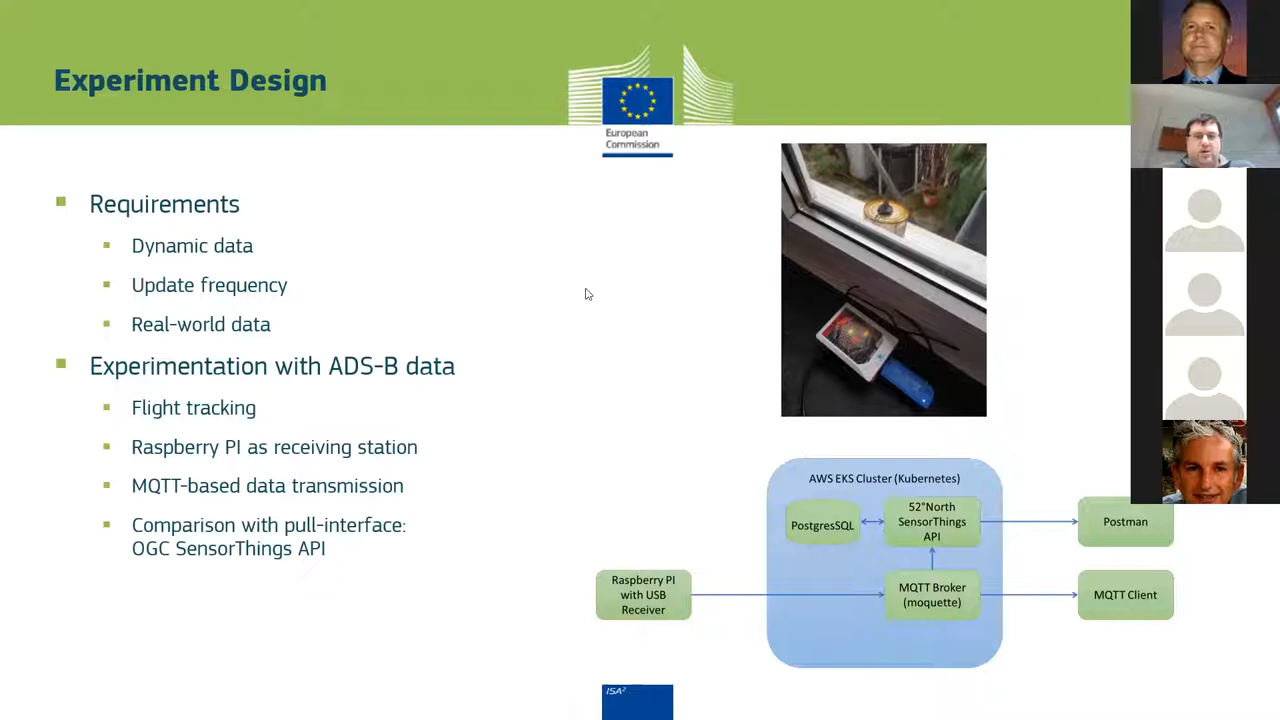 Experiment Design
European
Commission
Requirements
Dynamic data
Update frequency
Real-world data
Experimentation with ADS-B data
Flight tracking
Raspberry PI as receiving station
MQTT-based data transmission
Comparison with pull-interface:
OGC SensorThings API
AWS EKS Cluster (Kubernetes)
PostgresSQL
52°North
SensorThings
API
Postman
Raspberry PI
with USB
Receiver
MQTT Broker
(moquette)
MQTT Client
ISA²